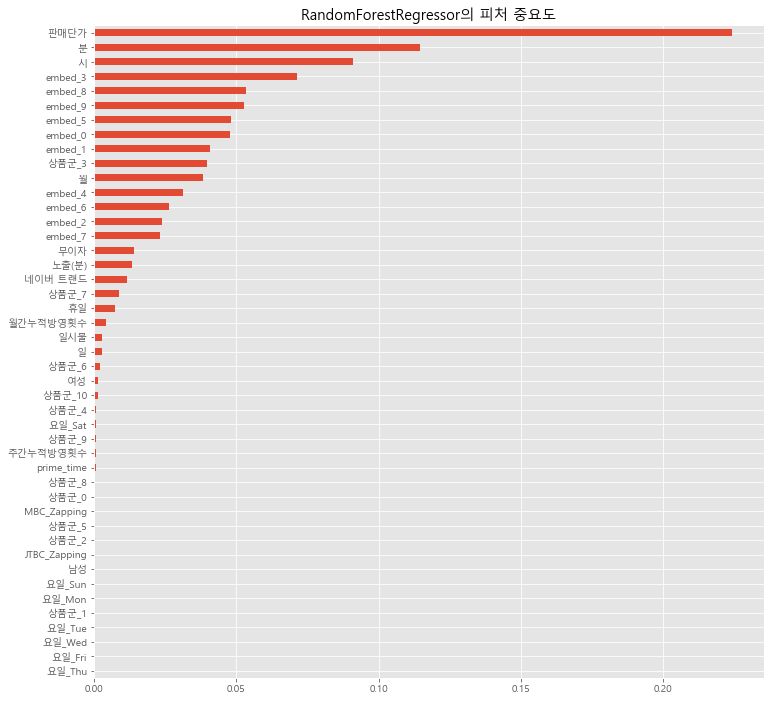 RandomForestRegressor의 피처 중요도
판매단가
분
시
embed_3
embed_8
embed_9
embed_5
embed_0
embed_1
상품군_3
월
embed_4
embed_6
embed_2
embed_7
무이자
노출(분)
네이버 트랜드
상품군_7
휴일
월간누적방영횟수
일시불
일
상품군_6
여성
상품군_10
상품군_4
요일_Sat
상품군_9
주간누적방영횟수
prime_time
상품군_8
상품군_0
MBC_Zapping
상품군_5
상품군_2
JTBC_Zapping
남성
요일_Sun
요일_Mon
상품군_1
요일_Tue
요일_Wed
요일_Fri
요일_Thu
0.00 0.05 0.10 0.15 0.20